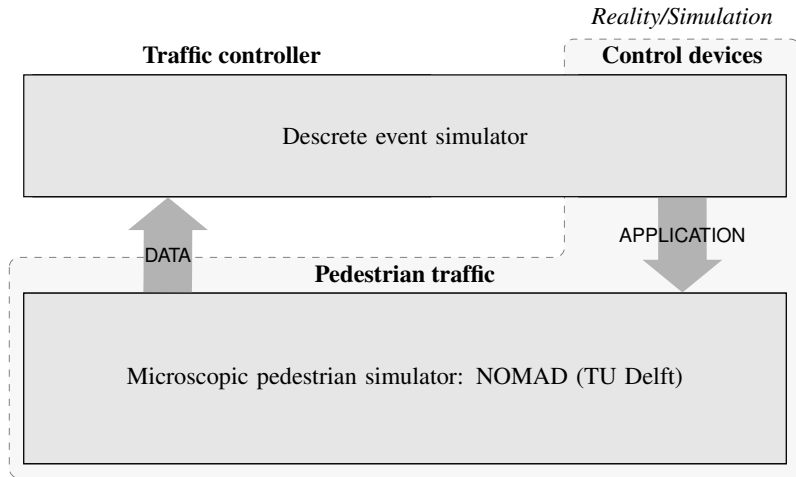 Reality/Simulation
Traffic controller
Control devices
Descrete event simulator
DATA
APPLICATION
Pedestrian traffic
Microscopic pedestrian simulator: NOMAD (TU Delft)